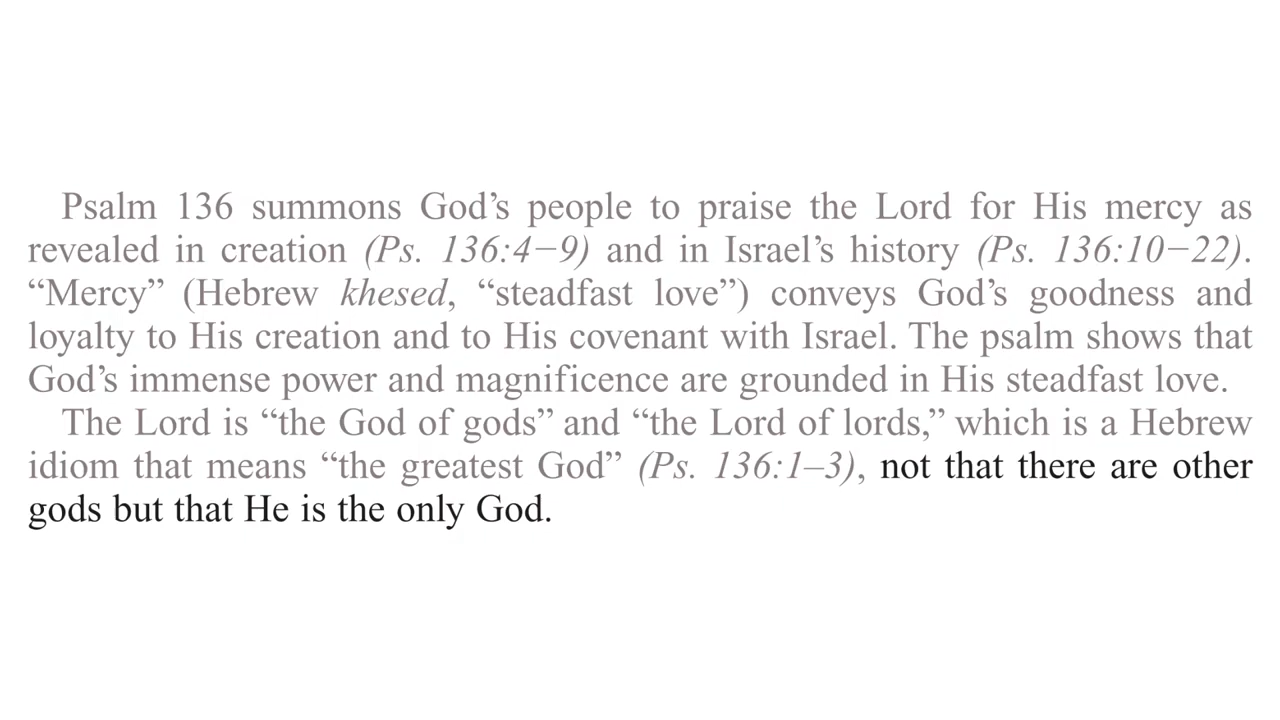 Psalm 136 summons God’s people to praise the Lord for His mercy as
revealed in creation (Ps. 136:4−9) and in Israel’s history (Ps. 136:10−22).
“Mercy” (Hebrew khesed, “steadfast love”) conveys God’s goodness and
loyalty to His creation and to His covenant with Israel. The psalm shows that
God’s immense power and magnificence are grounded in His steadfast love.
The Lord is “the God of gods” and “the Lord of lords,” which is a Hebrew
idiom that means “the greatest God” (Ps. 136:1–3), not that there are other
gods but that He is the only God.